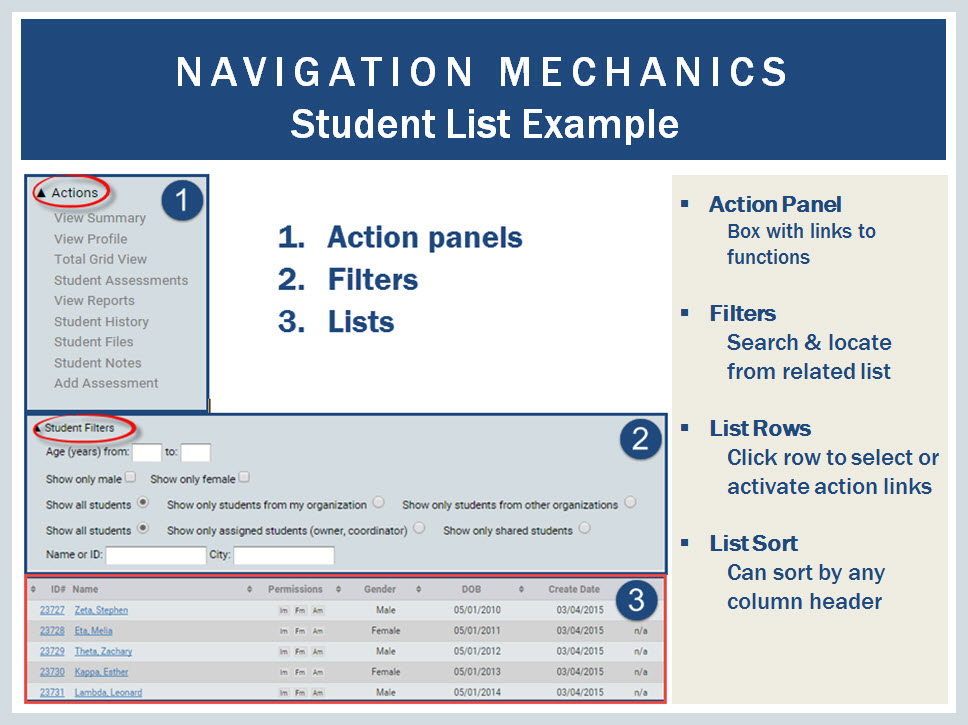 NAVIGATION MECHANICS
Student List Example
▲ Actions
1
View Summary
View Profile
Total Grid View
Student Assessments
View Reports
Student History
Student Files
Student Notes
Add Assessment
1. Action panels
2. Filters
3. Lists
▲ Student Filters
2
Age (years) from: to:
Show only male Show only female
Show all students Show only students from my organization Show only students from other organizations
Show all students Show only assigned students (owner, coordinator) Show only shared students
Name or ID: City:
ID# Name Permissions Gender DOB Create Date
3
23727 Zeta, Stephen Im Fm Am Male 05/01/2010 03/04/2015
23728 Eta, Melia Im Fm Am Female 05/01/2011 03/04/2015 n/a
23729 Theta, Zachary Im Fm Am Male 05/01/2012 03/04/2015 n/a
23730 Kappa, Esther Im Fm Am Female 05/01/2013 03/04/2015 n/a
23731 Lambda, Leonard Im Fm Am Male 05/01/2014 03/04/2015 n/a
▪ Action Panel
Box with links to
functions
▪ Filters
Search & locate
from related list
▪ List Rows
Click row to select or
activate action links
▪ List Sort
Can sort by any
column header